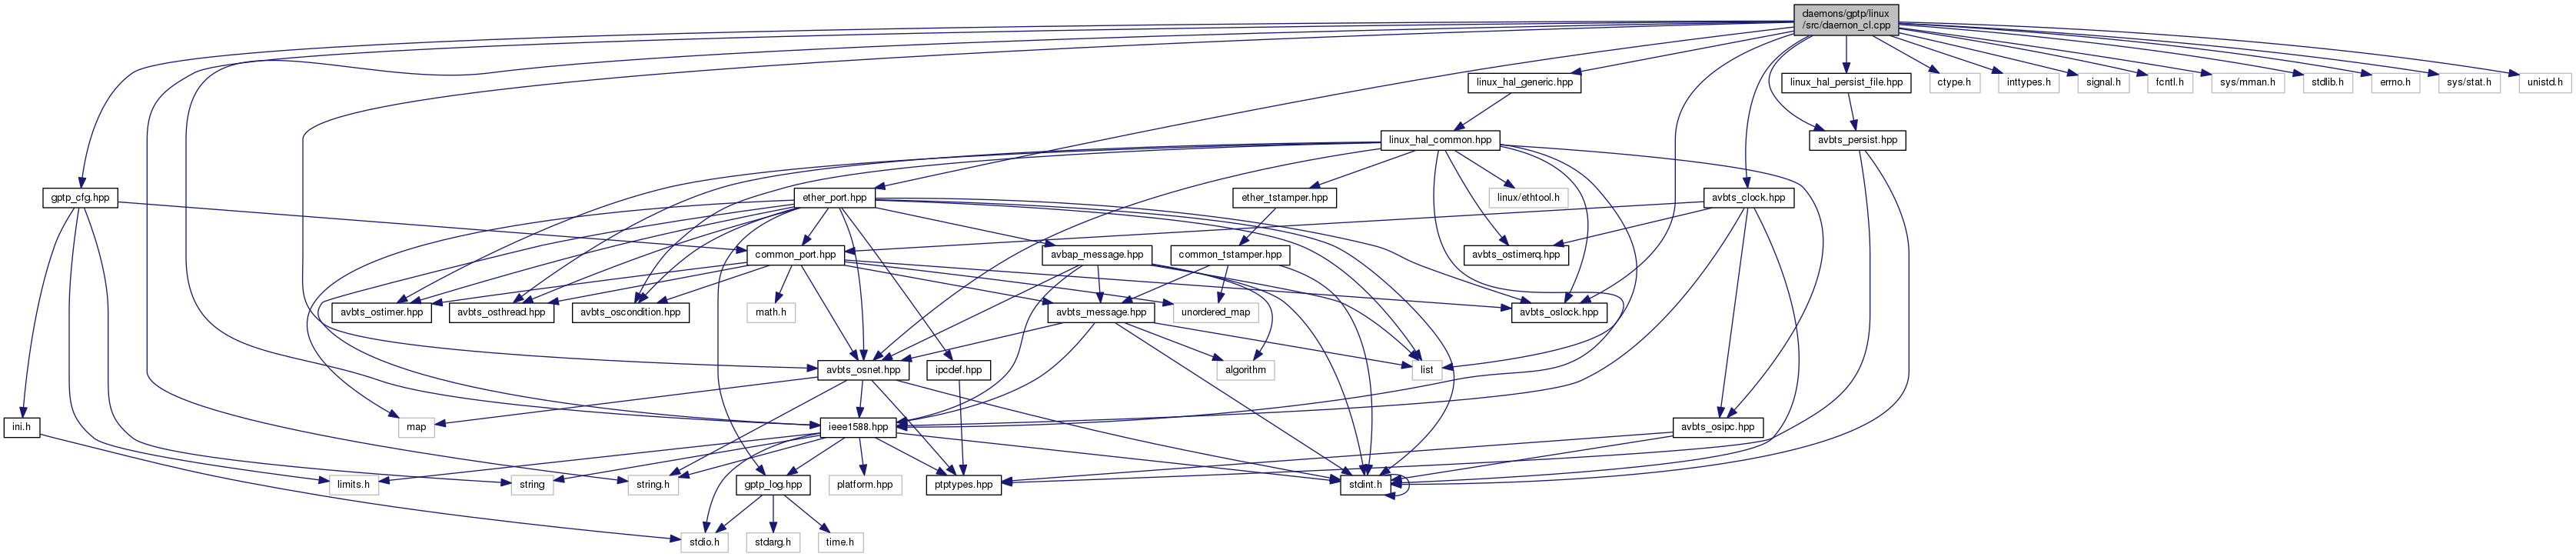 daemons/gptp/linux
/src/daemon_cl.cpp
linux_hal_generic.hpp
linux_hal_persist_file.hpp
ctype.h
inttypes.h
signal.h
fcntl.h
sys/mman.h
stdlib.h
errno.h
sys/stat.h
unistd.h
linux_hal_common.hpp
avbts_persist.hpp
gptp_cfg.hpp
ether_port.hpp
ether_tstamper.hpp
linux/ethtool.h
avbts_clock.hpp
common_port.hpp
avbap_message.hpp
common_tstamper.hpp
avbts_ostimerq.hpp
avbts_ostimer.hpp
avbts_osthread.hpp
avbts_oscondition.hpp
math.h
avbts_message.hpp
unordered_map
avbts_oslock.hpp
avbts_osnet.hpp
ipcdef.hpp
algorithm
list
ini.h
map
ieee1588.hpp
avbts_osipc.hpp
limits.h
string
string.h
gptp_log.hpp
platform.hpp
ptptypes.hpp
stdint.h
stdio.h
stdarg.h
time.h